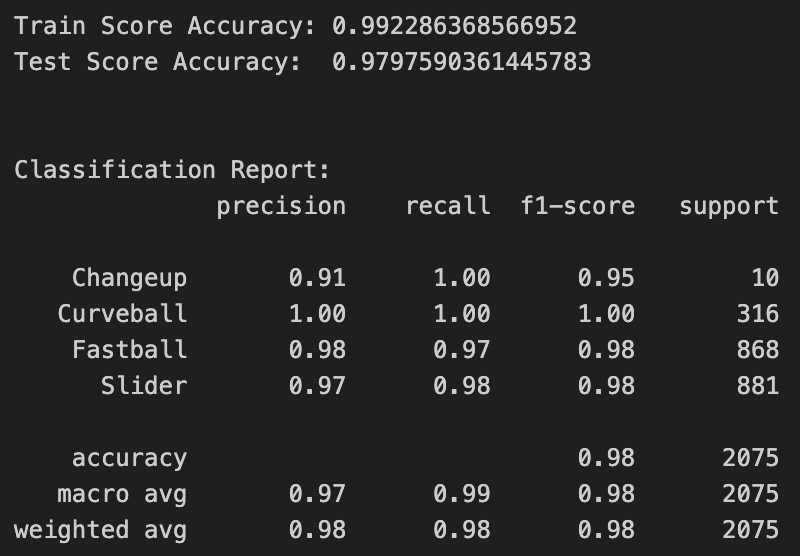 Train Score Accuracy: 0.992286368566952
Test Score Accuracy:  0.9797590361445783
Classification Report:
              precision    recall  f1-score   support
    Changeup       0.91      1.00      0.95        10
   Curveball       1.00      1.00      1.00       316
    Fastball       0.98      0.97      0.98       868
      Slider       0.97      0.98      0.98       881
    accuracy                           0.98      2075
   macro avg       0.97      0.99      0.98      2075
weighted avg       0.98      0.98      0.98      2075